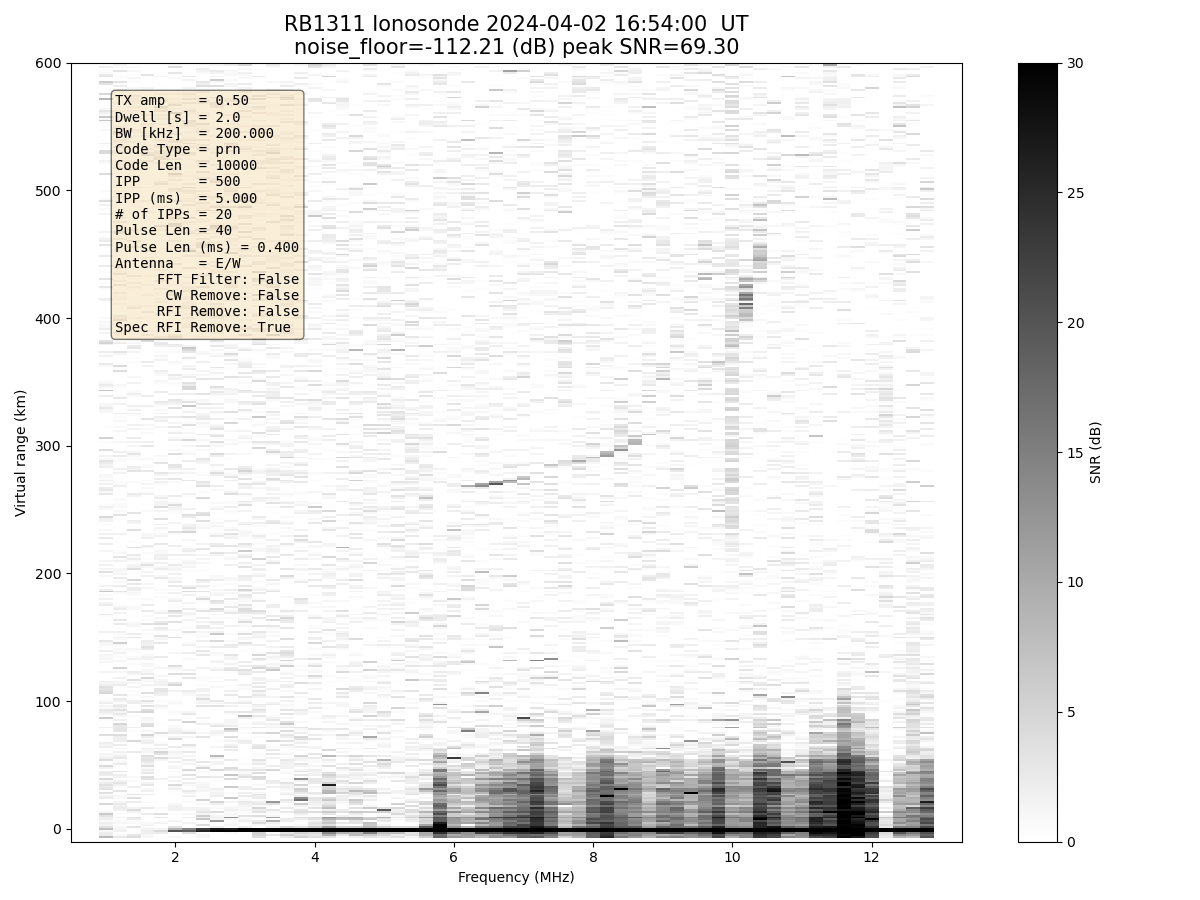 RB1311 Ionosonde 2024-04-02 16:54:00  UT
noise_floor=-112.21 (dB) peak SNR=69.30
600
500
400
300
200
100
0
Virtual range (km)
TX amp    = 0.50
Dwell [s] = 2.0
BW [kHz]  = 200.000
Code Type = prn
Code Len  = 10000
IPP       = 500
IPP (ms)  = 5.000
# of IPPs = 20
Pulse Len = 40
Pulse Len (ms) = 0.400
Antenna   = E/W
FFT Filter: False
CW Remove: False
RFI Remove: False
Spec RFI Remove: True
2
4
6
8
10
12
Frequency (MHz)
30
25
20
15
10
5
0
SNR (dB)